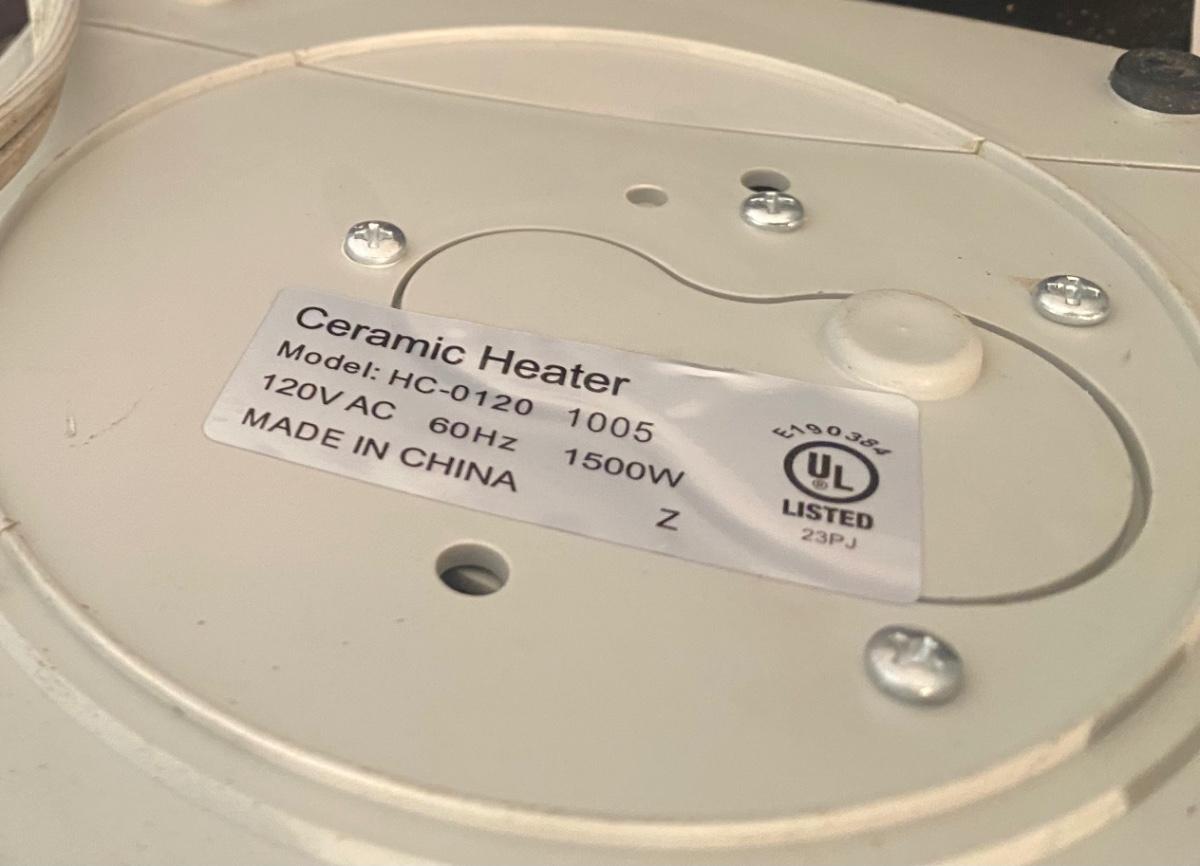 Ceramic Heater
Model: HC-0120 1005
120V AC 60Hz 1500W
MADE IN CHINA Z
E190384
UL
®
LISTED
23PJ